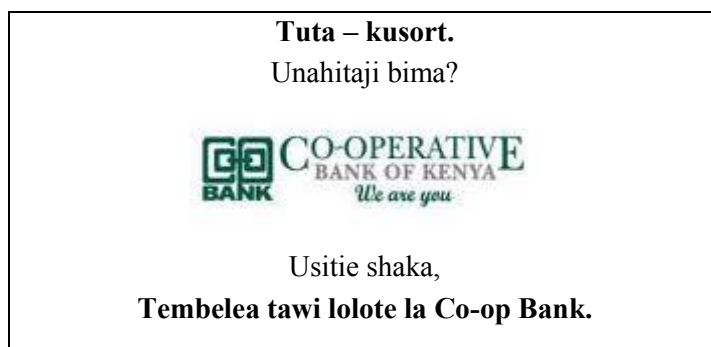 Tuta – kusort.
Unahitaji bima?
CO-OPERATIVE
BANK OF KENYA
BANK
We are you
Usitie shaka,
Tembelea tawi lolote la Co-op Bank.